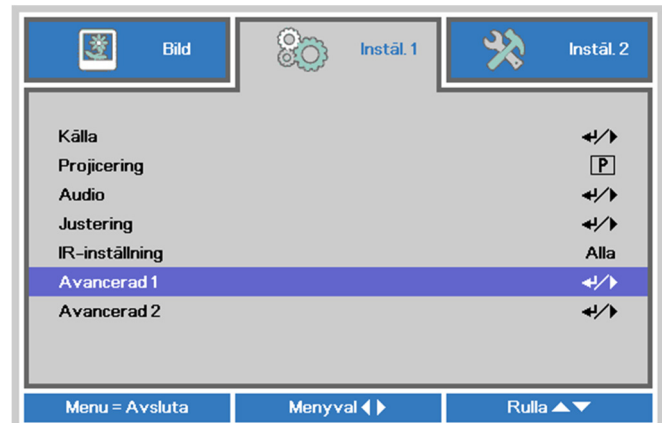 Bild
Instäl. 1
Instäl. 2
Källa
Projicering
P
Audio
Justering
IR-inställning
Alla
Avancerad 1
Avancerad 2
Menu = Avsluta
Menyval
Rulla